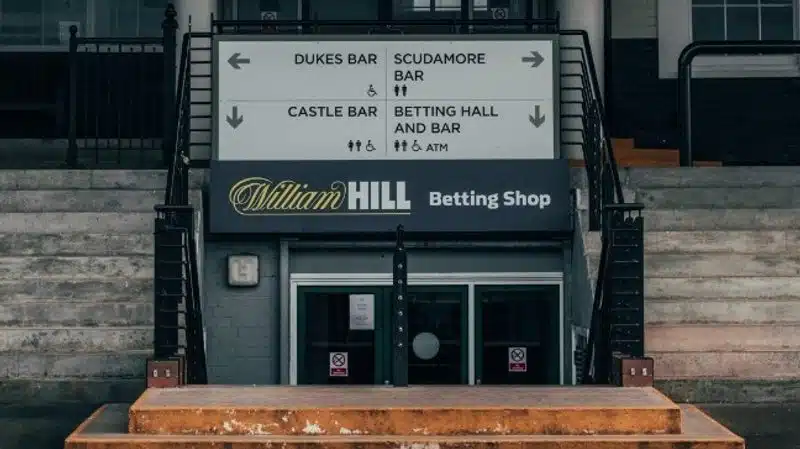 DUKES BAR
SCUDAMORE
BAR
CASTLE BAR
BETTING HALL
AND BAR
ATM
William HILL Betting Shop